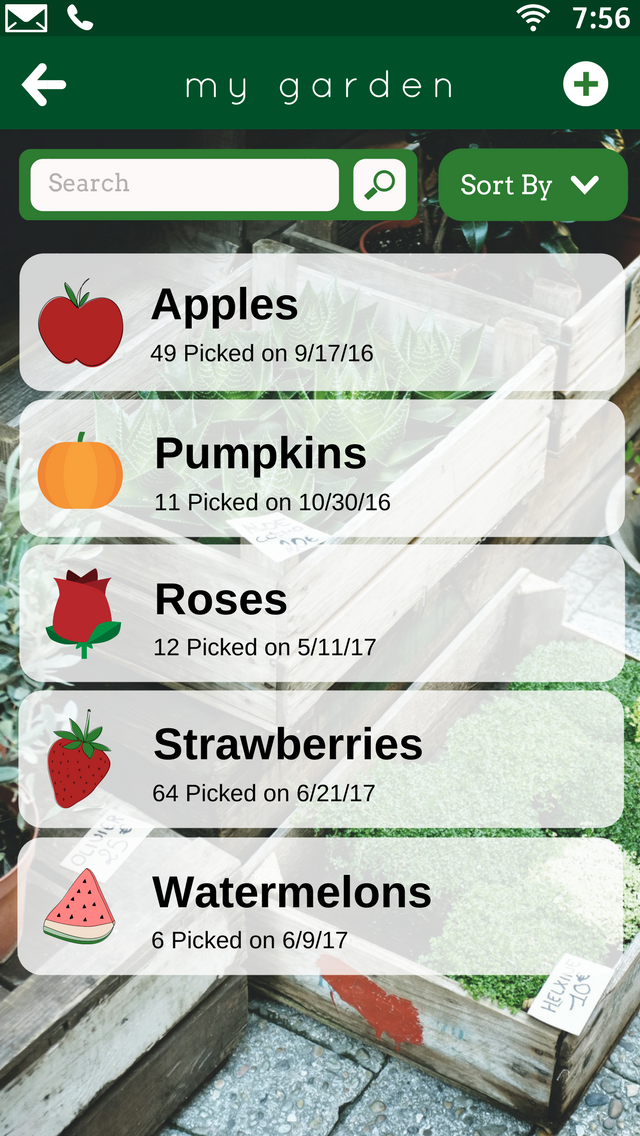 7:56
my garden
Search
Sort By
Apples
49 Picked on 9/17/16
Pumpkins
11 Picked on 10/30/16
Roses
12 Picked on 5/11/17
Strawberries
64 Picked on 6/21/17
OLIVIER
25€
Watermelons
6 Picked on 6/9/17
HELXINE
10€